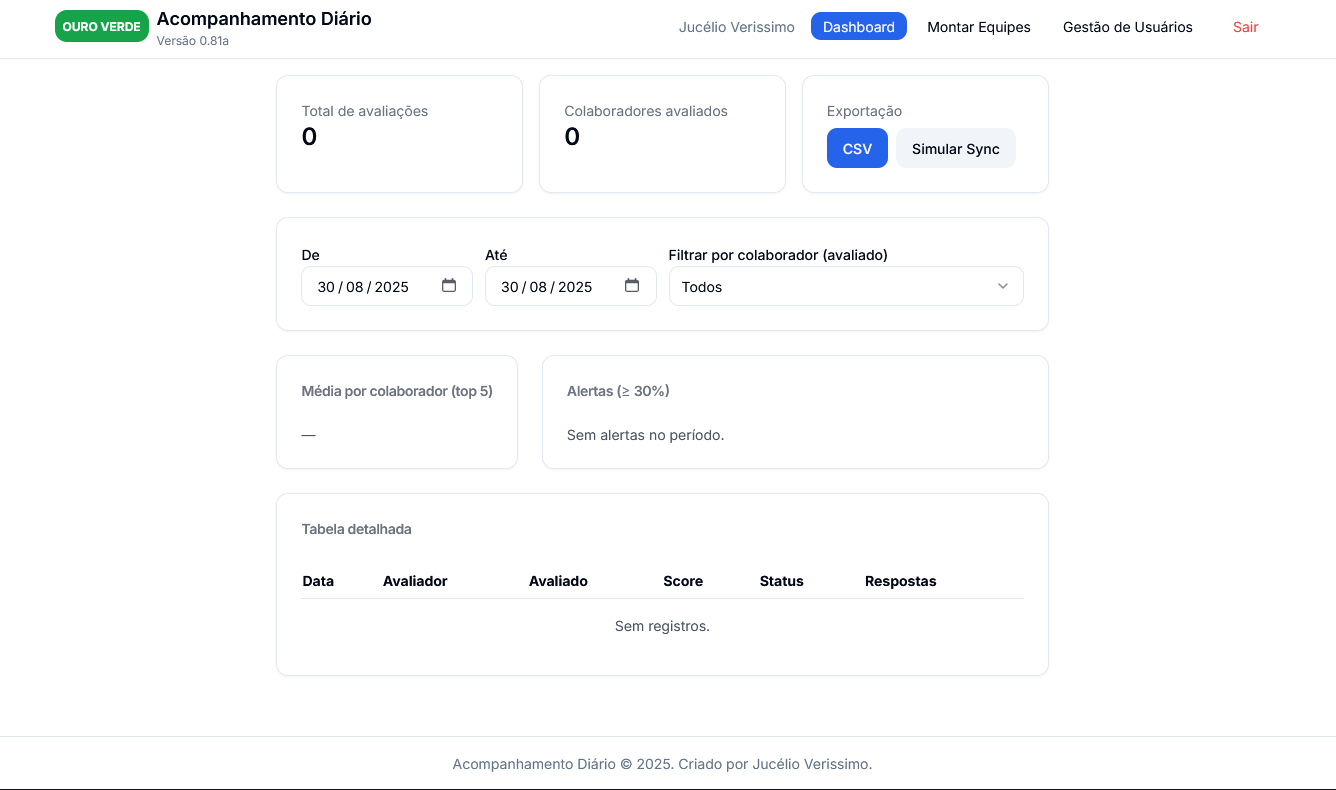 OURO VERDE
Acompanhamento Diário
Versão 0.81a
Jucélio Verissimo
Dashboard
Montar Equipes
Gestão de Usuários
Sair
Total de avaliações
0
Colaboradores avaliados
0
Exportação
CSV
Simular Sync
De
30/08/2025
Até
30/08/2025
Filtrar por colaborador (avaliado)
Todos
Média por colaborador (top 5)
—
Alertas (≥ 30%)
Sem alertas no período.
Tabela detalhada
Data Avaliador Avaliado Score Status Respostas
Sem registros.
Acompanhamento Diário © 2025. Criado por Jucélio Verissimo.